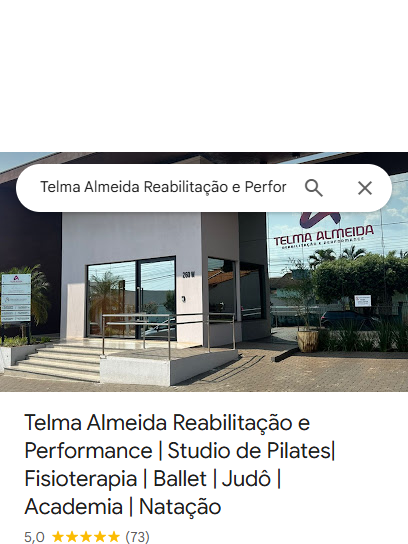 Telma Almeida Reabilitação e Perfor
TELMA ALMEIDA
REABILITAÇÃO E PERFORMANCE
260 W
Telma Almeida Reabilitação e
Performance | Studio de Pilates|
Fisioterapia | Ballet | Judô |
Academia | Natação
5,0 (73)